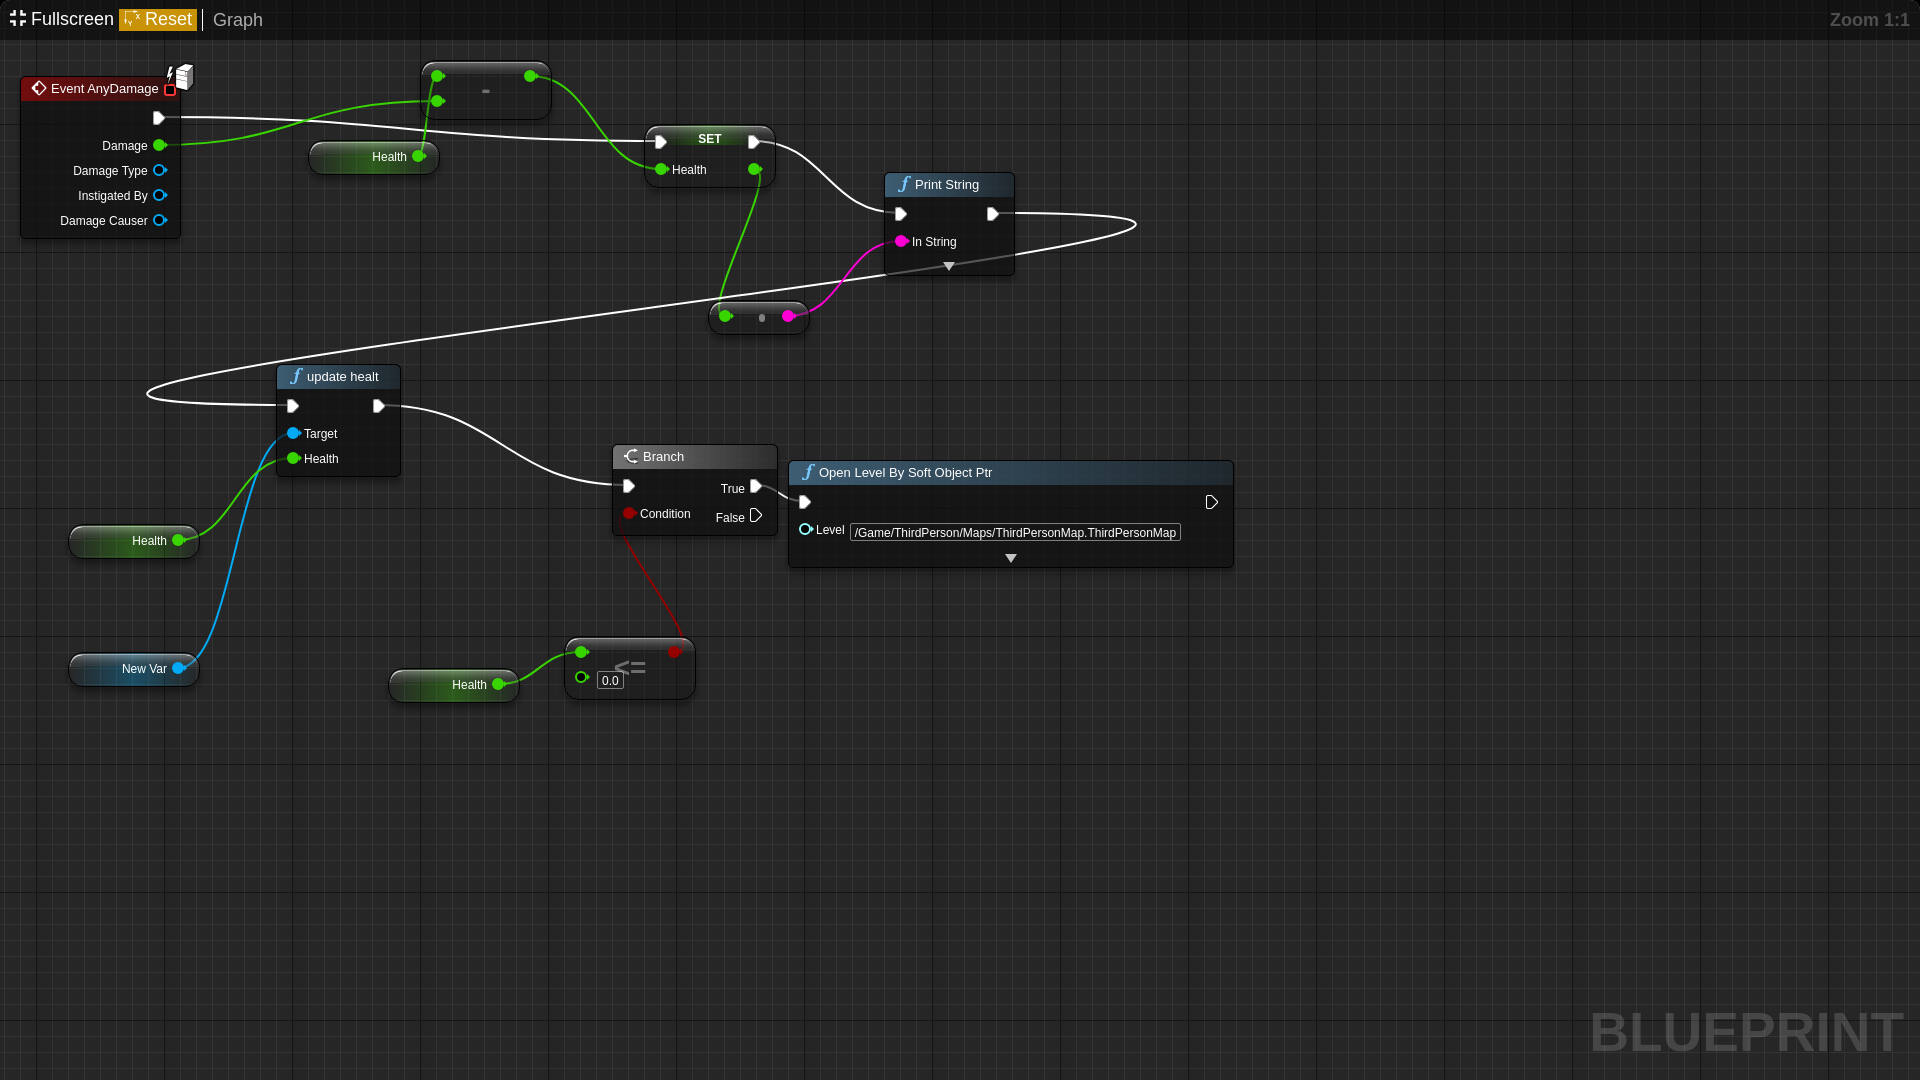 Fullscreen Reset Graph
Zoom 1:1
Event AnyDamage
Damage
Damage Type
Instigated By
Damage Causer
-
Health
SET
Health
Print String
In String
update healt
Target
Health
Health
New Var
Branch
True
Condition
False
Open Level By Soft Object Ptr
Level /Game/ThirdPerson/Maps/ThirdPersonMap.ThirdPersonMap
Health
<=
0.0
BLUEPRINT